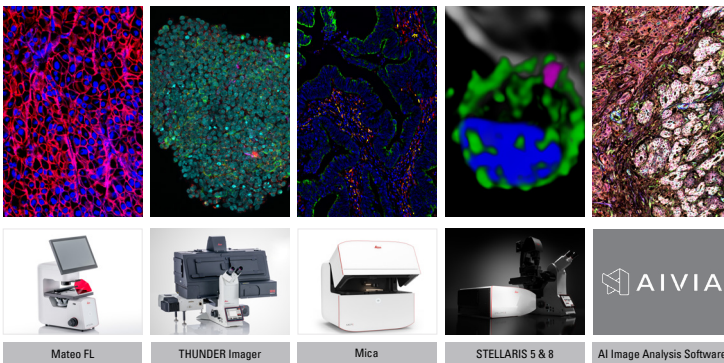 AIVIA
Mateo FL
THUNDER Imager
Mica
STELLARIS 5 & 8
AI Image Analysis Software